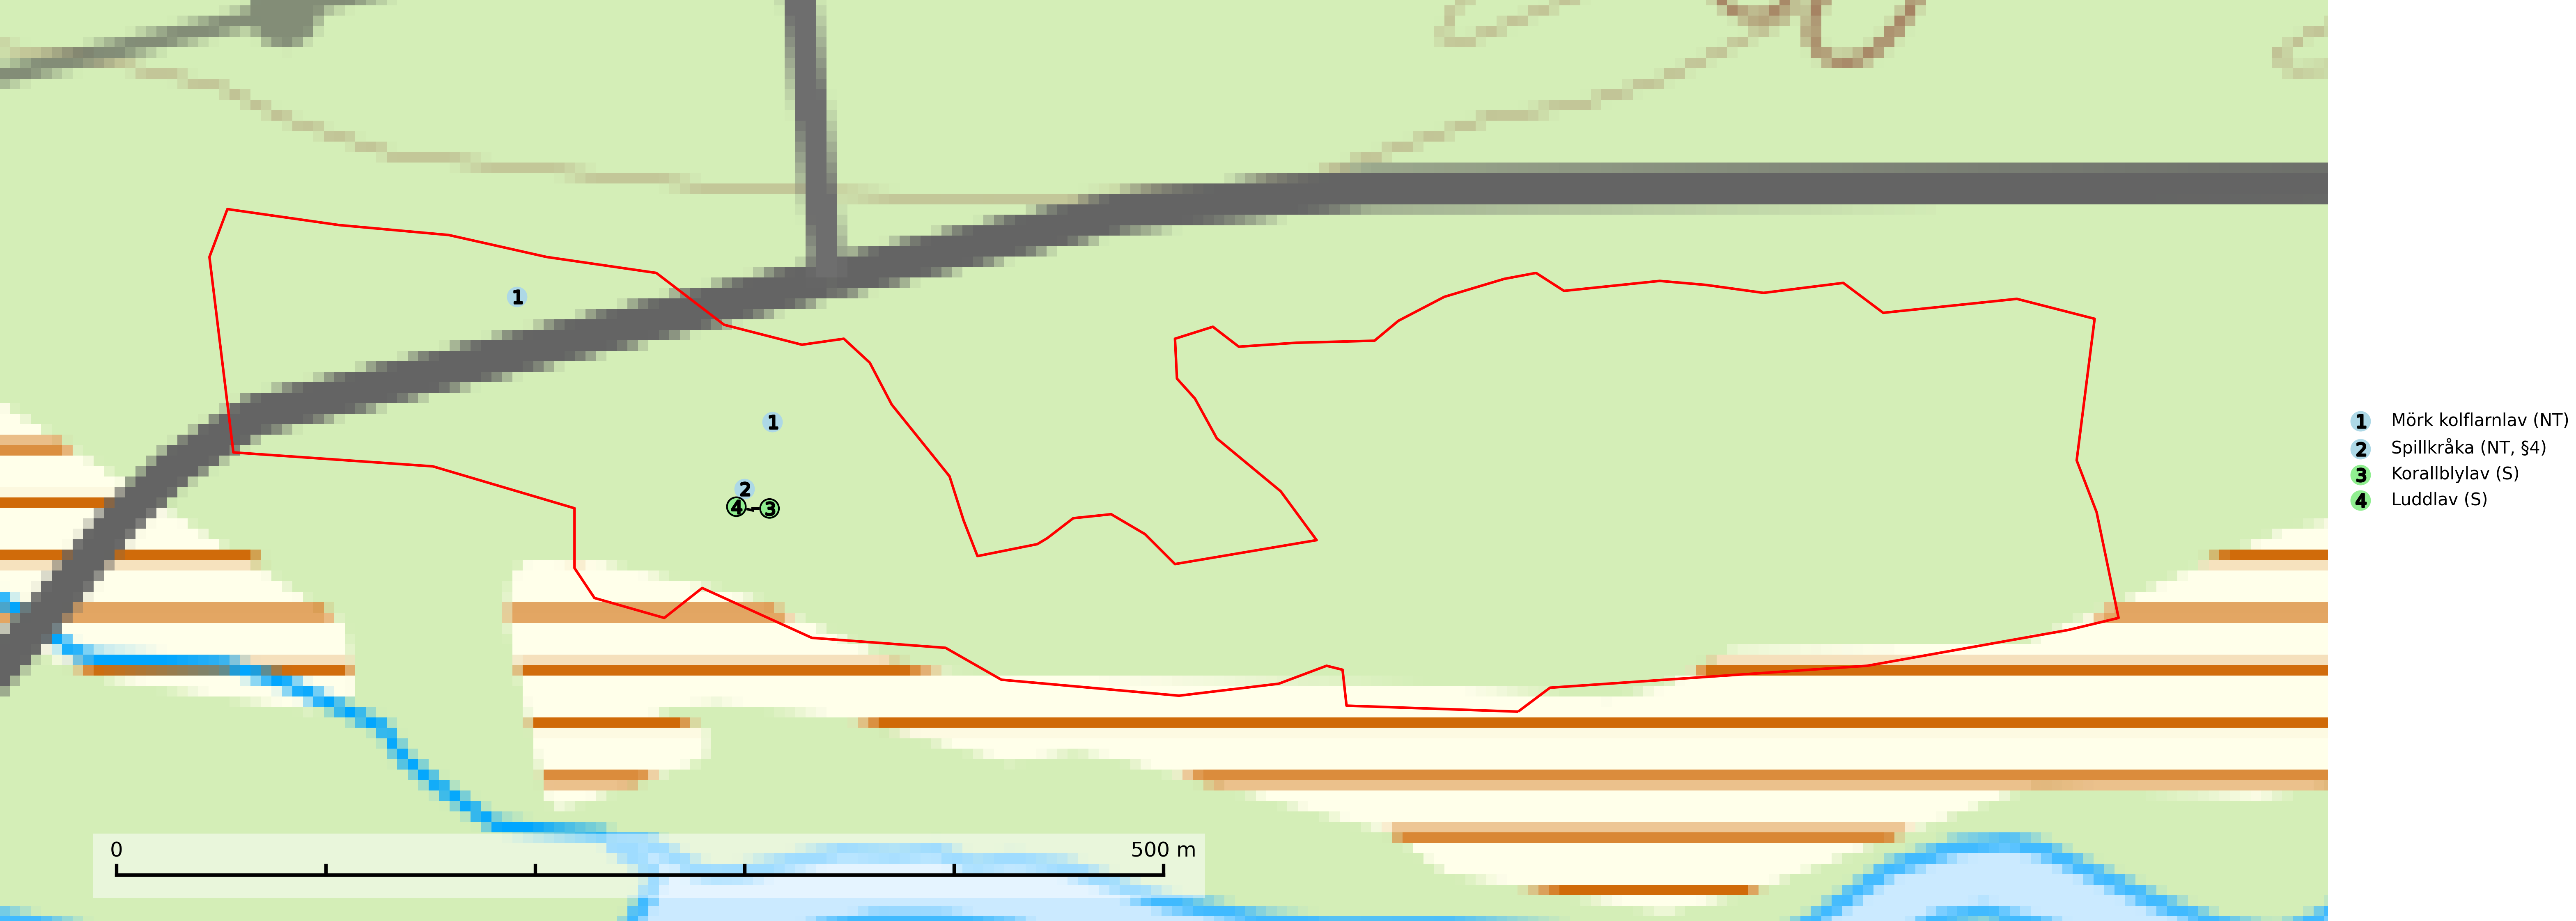 1
1
2
4 3
1 Mörk kolflarnlav (NT)
2 Spillkråka (NT, §4)
3 Korallblylav (S)
4 Luddlav (S)
0 500 m